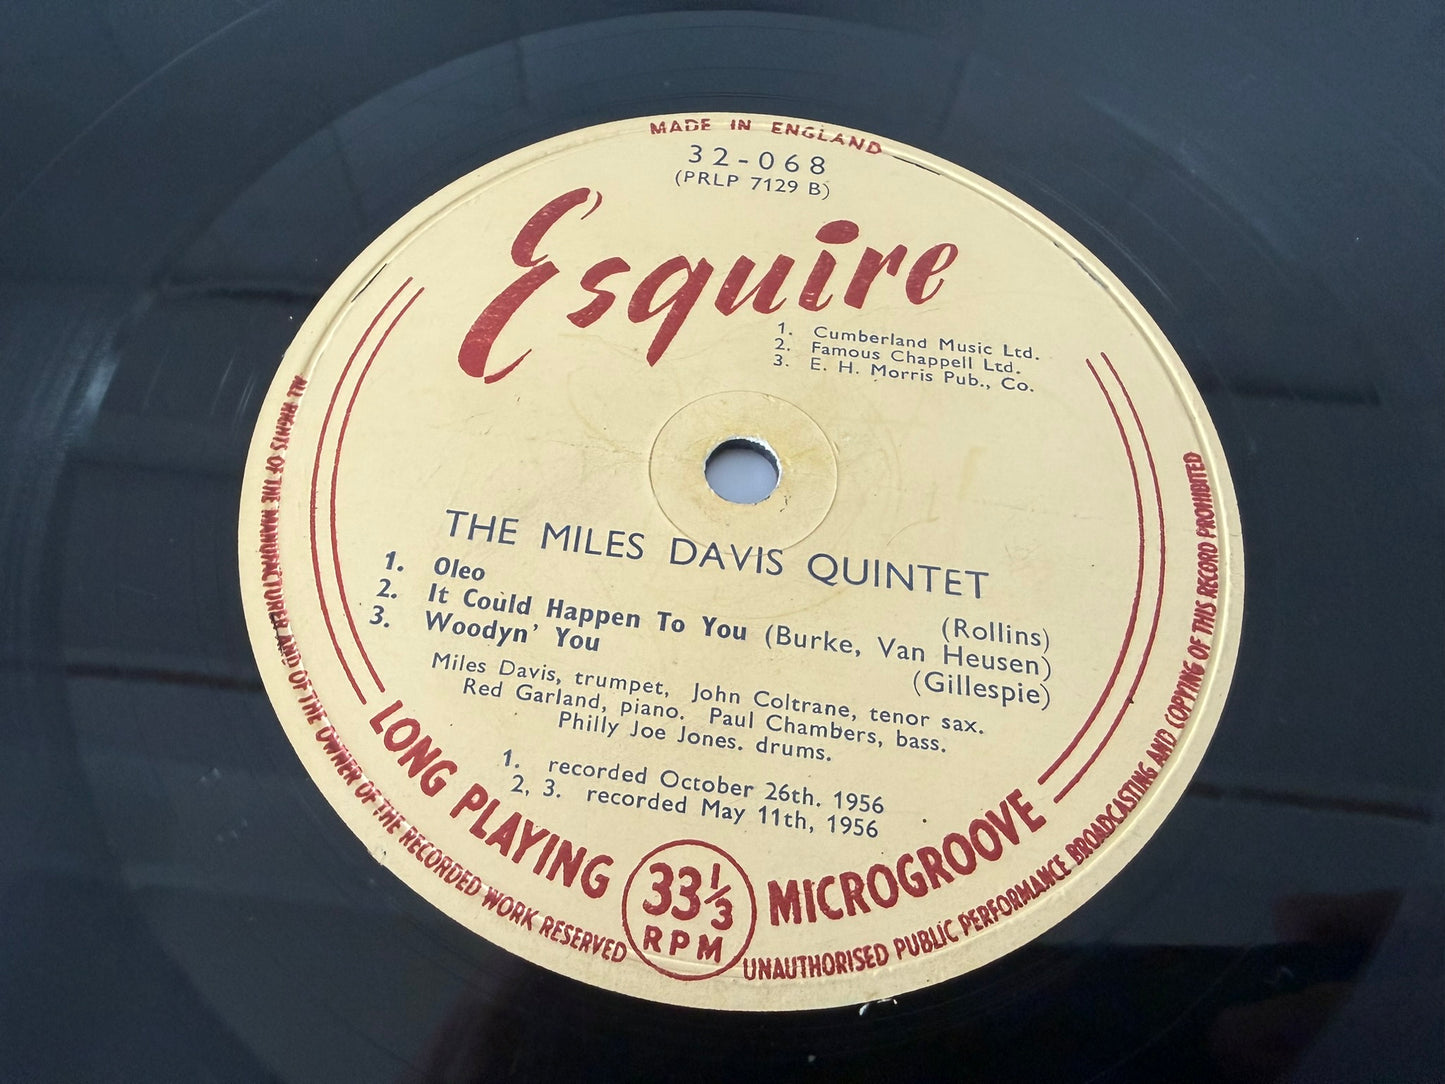 MADE IN ENGLAND
32-068
(PRLP 7129 B)
Esquire
1. Cumberland Music Ltd.
2. Famous Chappell Ltd.
3. E. H. Morris Pub., Co.
THE MILES DAVIS QUINTET
1. Oleo (Rollins)
2. It Could Happen To You (Burke, Van Heusen)
3. Woodyn' You (Gillespie)
Miles Davis, trumpet, John Coltrane, tenor sax.
Red Garland, piano. Paul Chambers, bass.
Philly Joe Jones. drums.
1. recorded October 26th. 1956
2, 3. recorded May 11th, 1956
LONG PLAYING 33⅓ RPM MICROGROOVE
ALL RIGHTS OF THE MANUFACTURER AND OF THE OWNER OF THE RECORDED WORK RESERVED
UNAUTHORISED PUBLIC PERFORMANCE BROADCASTING AND COPYING OF THIS RECORD PROHIBITED